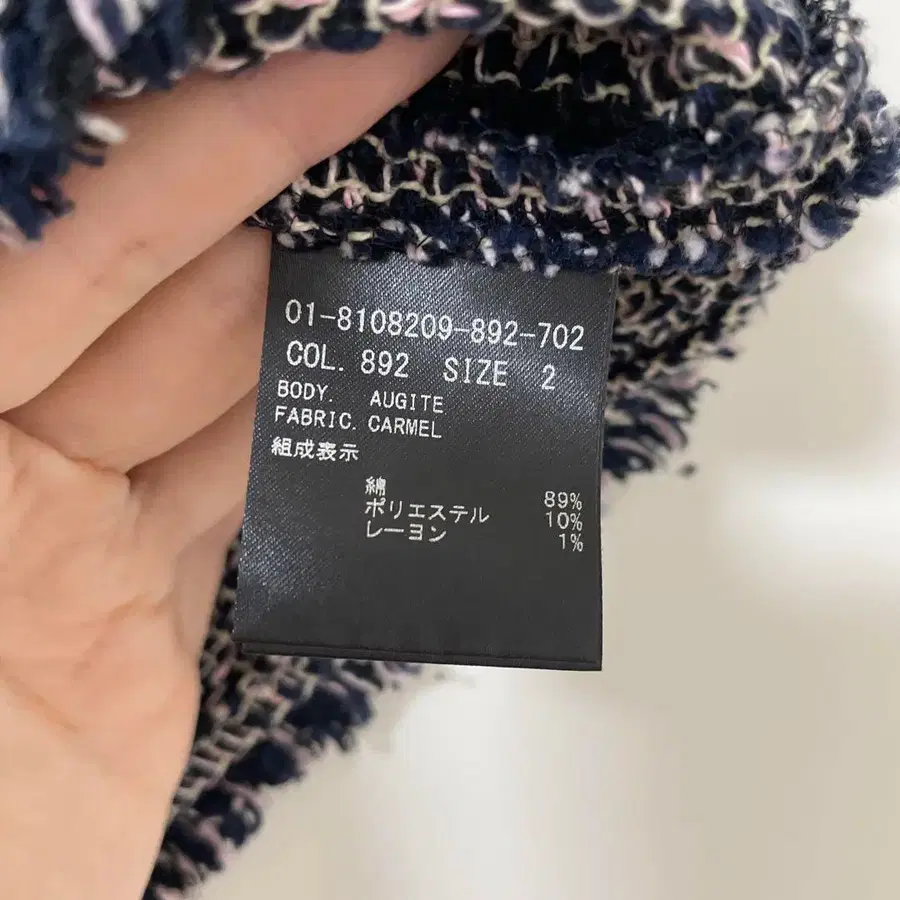 01-8108209-892-702
COL. 892 SIZE 2
BODY. AUGITE
FABRIC. CARMEL
組成表示
綿 89%
ポリエステル 10%
レーヨン 1%